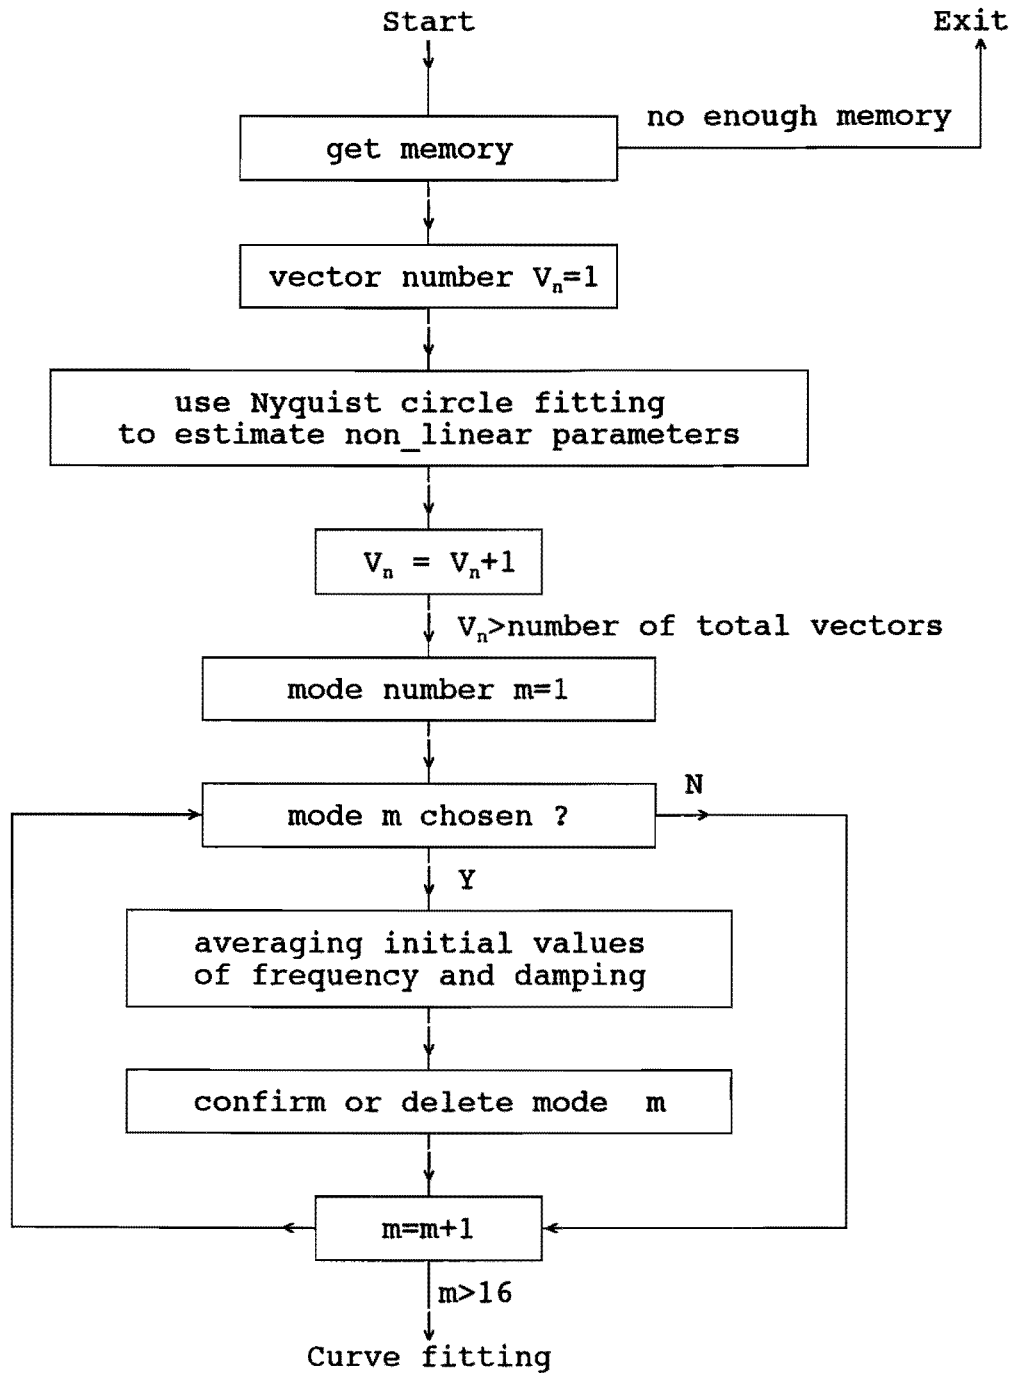 Start
Exit
no enough memory
get memory
vector number Vₙ=1
use Nyquist circle fitting
to estimate non_linear parameters
Vₙ = Vₙ+1
Vₙ>number of total vectors
mode number m=1
N
mode m chosen ?
Y
averaging initial values
of frequency and damping
confirm or delete mode m
m=m+1
m>16
Curve fitting